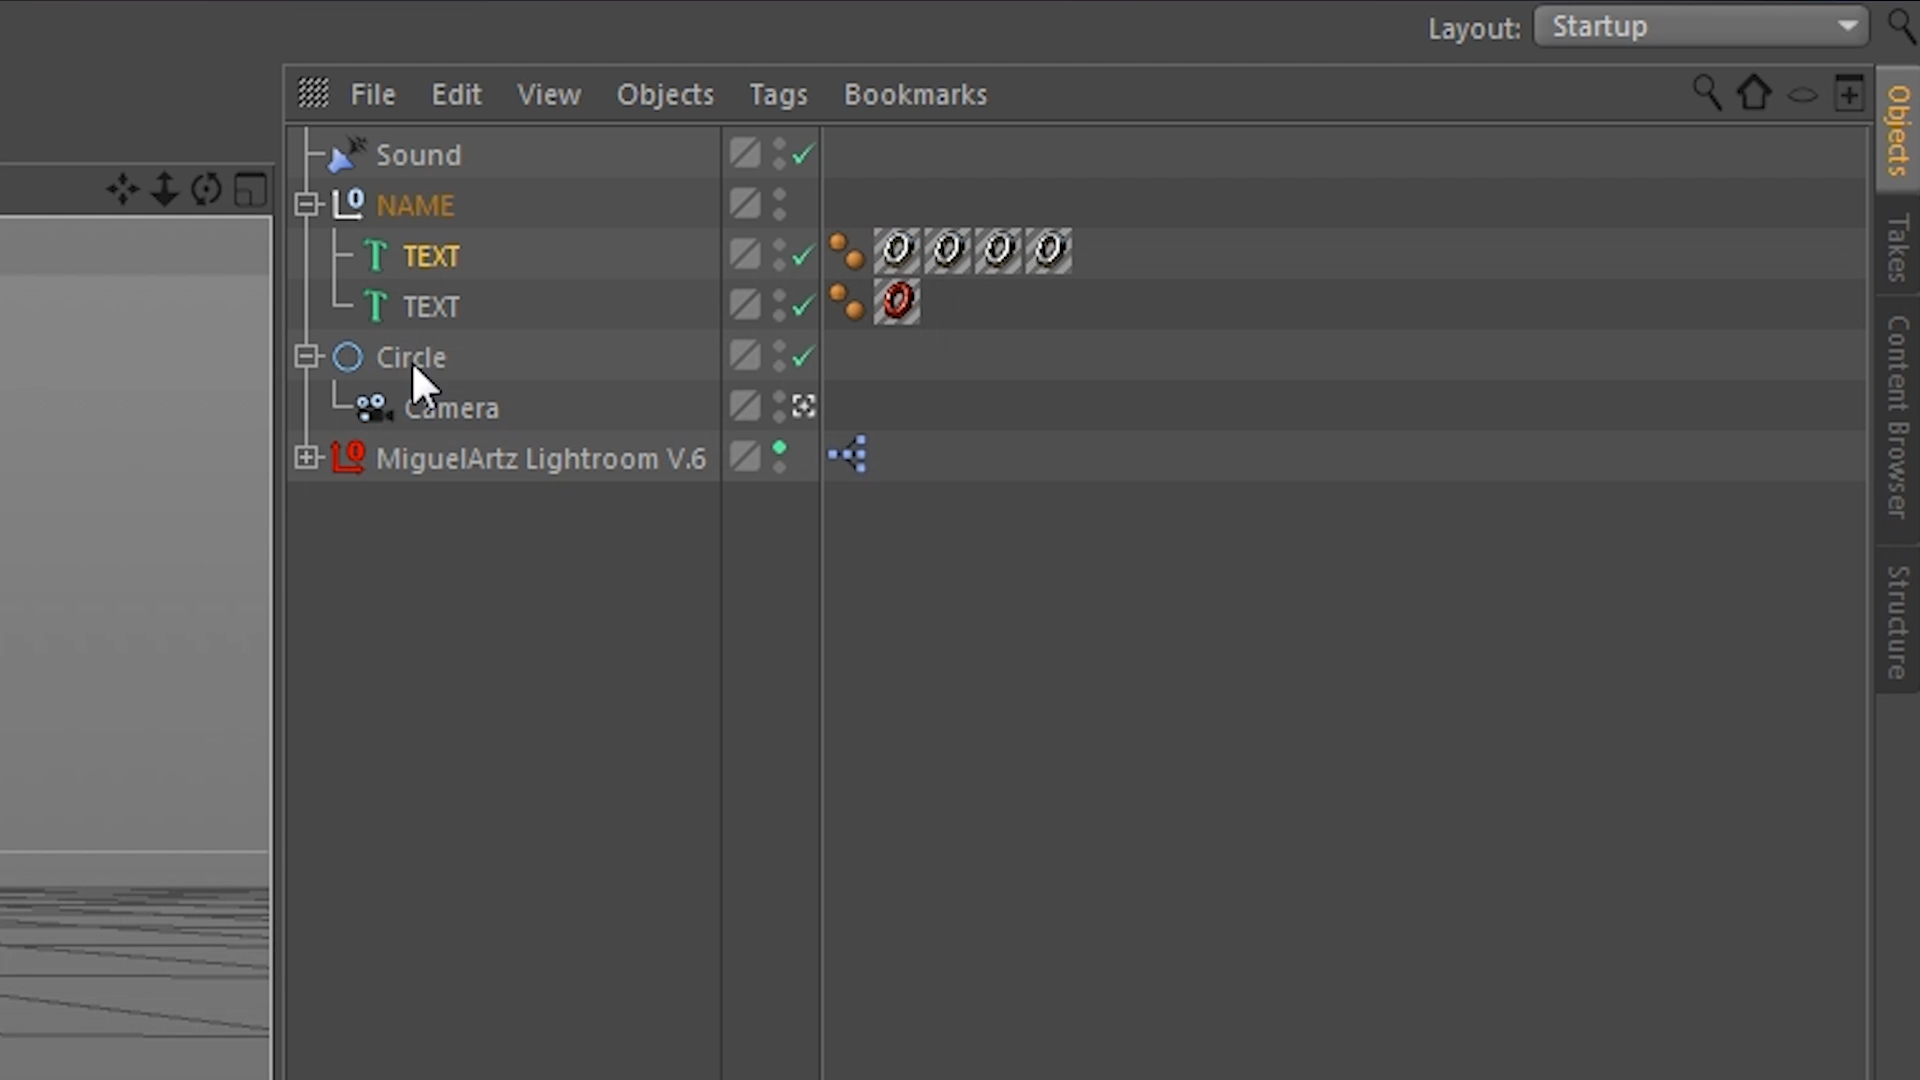 Layout: Startup
File Edit View Objects Tags Bookmarks
Sound
NAME
TEXT
TEXT
Circle
Camera
MiguelArtz Lightroom V.6
Objects
Takes
Content Browser
Structure